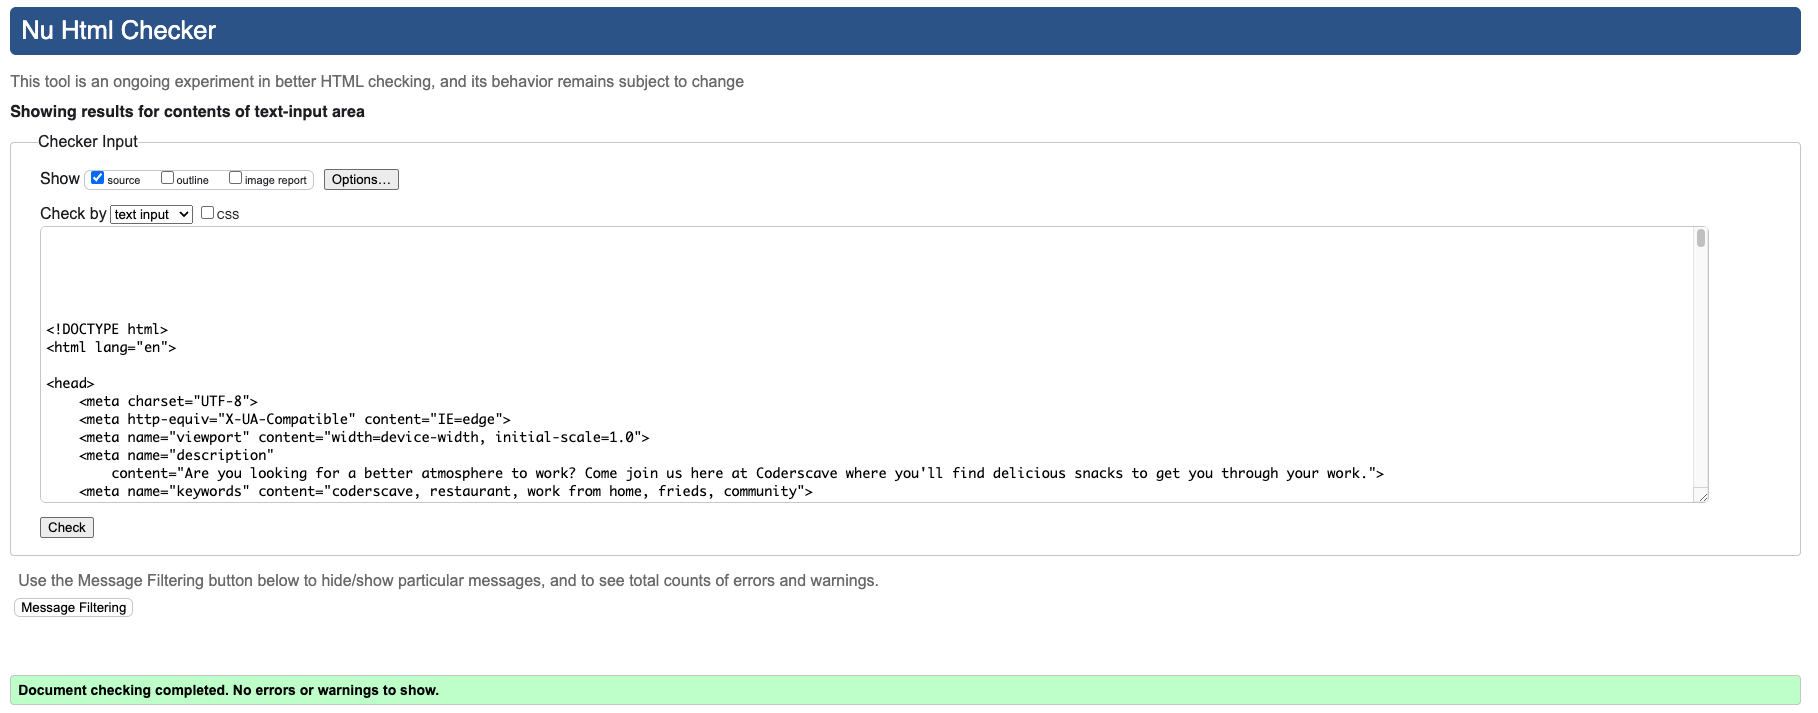 Nu Html Checker
This tool is an ongoing experiment in better HTML checking, and its behavior remains subject to change
Showing results for contents of text-input area
Checker Input
Show source outline image report Options...
Check by text input CSS
<!DOCTYPE html>
<html lang="en">
<head>
<meta charset="UTF-8">
<meta http-equiv="X-UA-Compatible" content="IE=edge">
<meta name="viewport" content="width=device-width, initial-scale=1.0">
<meta name="description"
content="Are you looking for a better atmosphere to work? Come join us here at Coderscave where you'll find delicious snacks to get you through your work.">
<meta name="keywords" content="coderscave, restaurant, work from home, frieds, community">
Check
Use the Message Filtering button below to hide/show particular messages, and to see total counts of errors and warnings.
Message Filtering
Document checking completed. No errors or warnings to show.